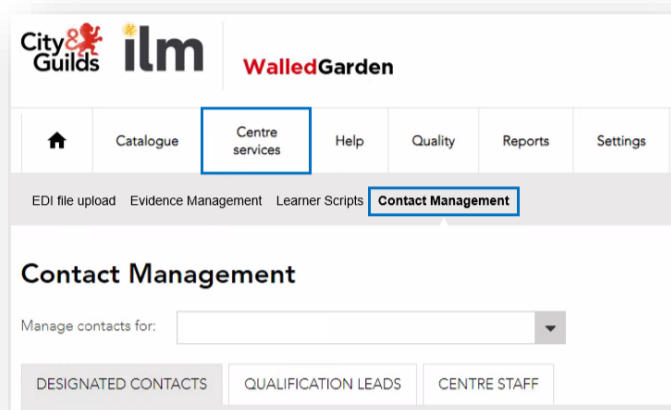 City&
Guilds
ilm
WalledGarden
Catalogue
Centre
services
Help
Quality
Reports
Settings
EDI file upload
Evidence Management
Learner Scripts
Contact Management
Contact Management
Manage contacts for:
DESIGNATED CONTACTS
QUALIFICATION LEADS
CENTRE STAFF